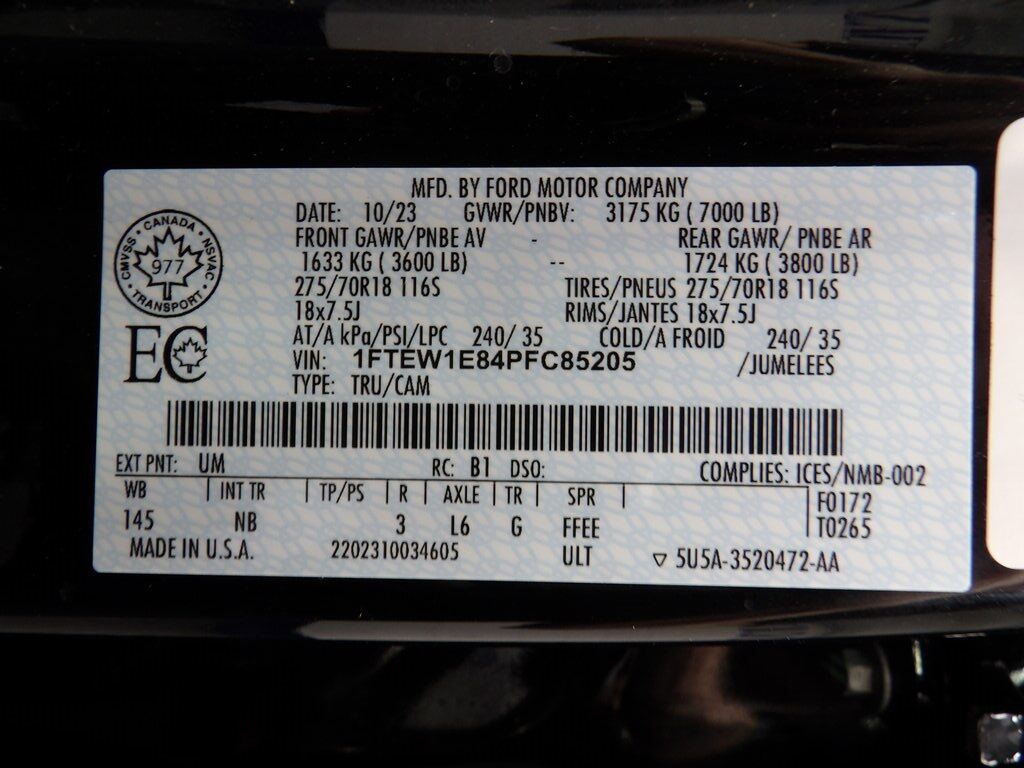 MFD. BY FORD MOTOR COMPANY
DATE: 10/23 GVWR/PNBV: 3175 KG ( 7000 LB)
FRONT GAWR/PNBE AV - REAR GAWR/ PNBE AR
1633 KG ( 3600 LB) -- 1724 KG ( 3800 LB)
275/70R18 116S TIRES/PNEUS 275/70R18 116S
18x7.5J RIMS/JANTES 18x7.5J
AT/A kPa/PSI/LPC 240/ 35 COLD/A FROID 240/ 35
VIN: 1FTEW1E84PFC85205 /JUMELEES
TYPE: TRU/CAM
CANADA
CMVSS 977 NSVAC
TRANSPORT
EC
EXT PNT: UM RC: B1 DSO: COMPLIES: ICES/NMB-002
WB INT TR TP/PS R AXLE TR SPR F0172
145 NB 3 L6 G FFEE T0265
MADE IN U.S.A. 2202310034605 ULT ▽ 5U5A-3520472-AA